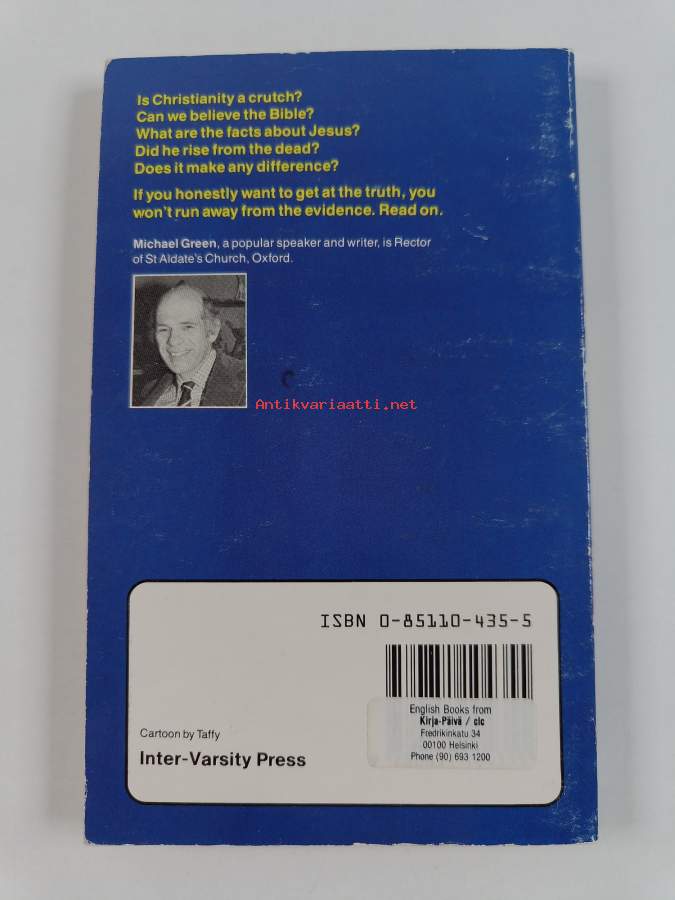 Is Christianity a crutch?
Can we believe the Bible?
What are the facts about Jesus?
Did he rise from the dead?
Does it make any difference?
If you honestly want to get at the truth, you
won't run away from the evidence. Read on.
Michael Green, a popular speaker and writer, is Rector
of St Aldate's Church, Oxford.
Antikvariaatti.net
ISBN 0-85110-435-5
English Books from
Kirja-Päivä / clc
Fredrikinkatu 34
00100 Helsinki
Phone (90) 693 1200
Cartoon by Taffy
Inter-Varsity Press